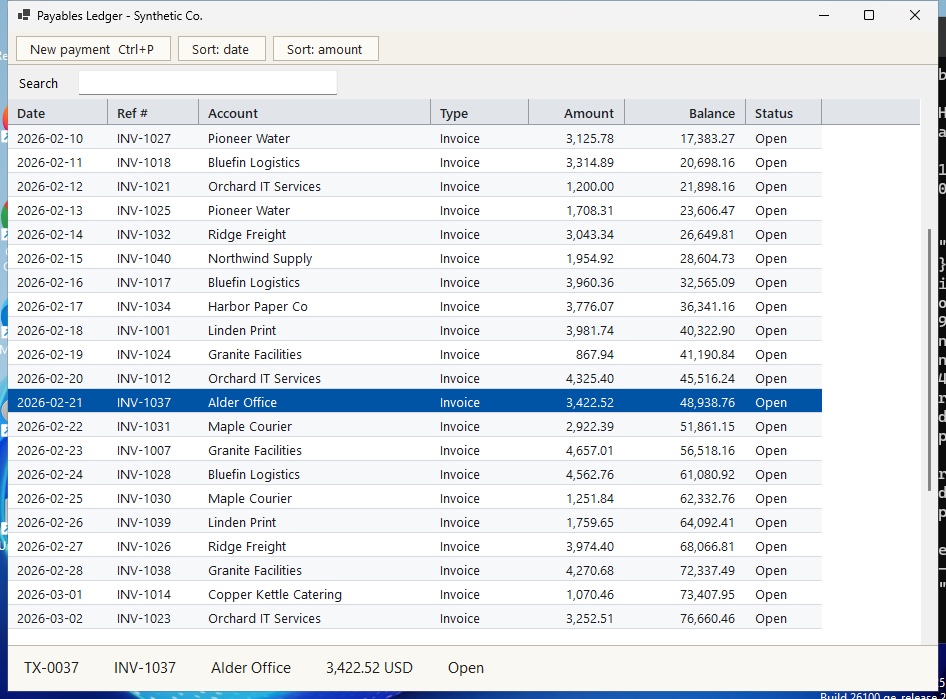 Payables Ledger - Synthetic Co.
New payment Ctrl+P Sort: date Sort: amount
Search
Date Ref # Account Type Amount Balance Status
2026-02-10 INV-1027 Pioneer Water Invoice 3,125.78 17,383.27 Open
2026-02-11 INV-1018 Bluefin Logistics Invoice 3,314.89 20,698.16 Open
2026-02-12 INV-1021 Orchard IT Services Invoice 1,200.00 21,898.16 Open
2026-02-13 INV-1025 Pioneer Water Invoice 1,708.31 23,606.47 Open
2026-02-14 INV-1032 Ridge Freight Invoice 3,043.34 26,649.81 Open
2026-02-15 INV-1040 Northwind Supply Invoice 1,954.92 28,604.73 Open
2026-02-16 INV-1017 Bluefin Logistics Invoice 3,960.36 32,565.09 Open
2026-02-17 INV-1034 Harbor Paper Co Invoice 3,776.07 36,341.16 Open
2026-02-18 INV-1001 Linden Print Invoice 3,981.74 40,322.90 Open
2026-02-19 INV-1024 Granite Facilities Invoice 867.94 41,190.84 Open
2026-02-20 INV-1012 Orchard IT Services Invoice 4,325.40 45,516.24 Open
2026-02-21 INV-1037 Alder Office Invoice 3,422.52 48,938.76 Open
2026-02-22 INV-1031 Maple Courier Invoice 2,922.39 51,861.15 Open
2026-02-23 INV-1007 Granite Facilities Invoice 4,657.01 56,518.16 Open
2026-02-24 INV-1028 Bluefin Logistics Invoice 4,562.76 61,080.92 Open
2026-02-25 INV-1030 Maple Courier Invoice 1,251.84 62,332.76 Open
2026-02-26 INV-1039 Linden Print Invoice 1,759.65 64,092.41 Open
2026-02-27 INV-1026 Ridge Freight Invoice 3,974.40 68,066.81 Open
2026-02-28 INV-1038 Granite Facilities Invoice 4,270.68 72,337.49 Open
2026-03-01 INV-1014 Copper Kettle Catering Invoice 1,070.46 73,407.95 Open
2026-03-02 INV-1023 Orchard IT Services Invoice 3,252.51 76,660.46 Open
TX-0037 INV-1037 Alder Office 3,422.52 USD Open